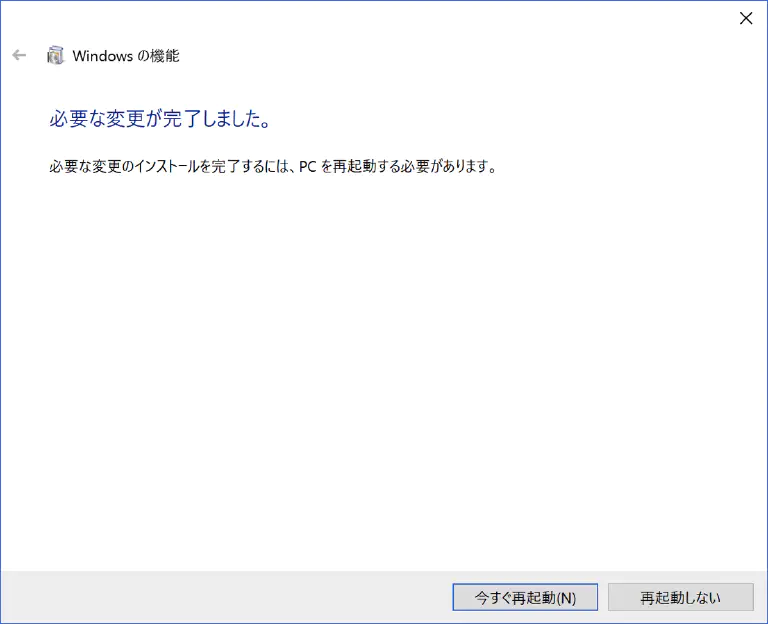 Windows の機能
必要な変更が完了しました。
必要な変更のインストールを完了するには、PC を再起動する必要があります。
今すぐ再起動(N)
再起動しない